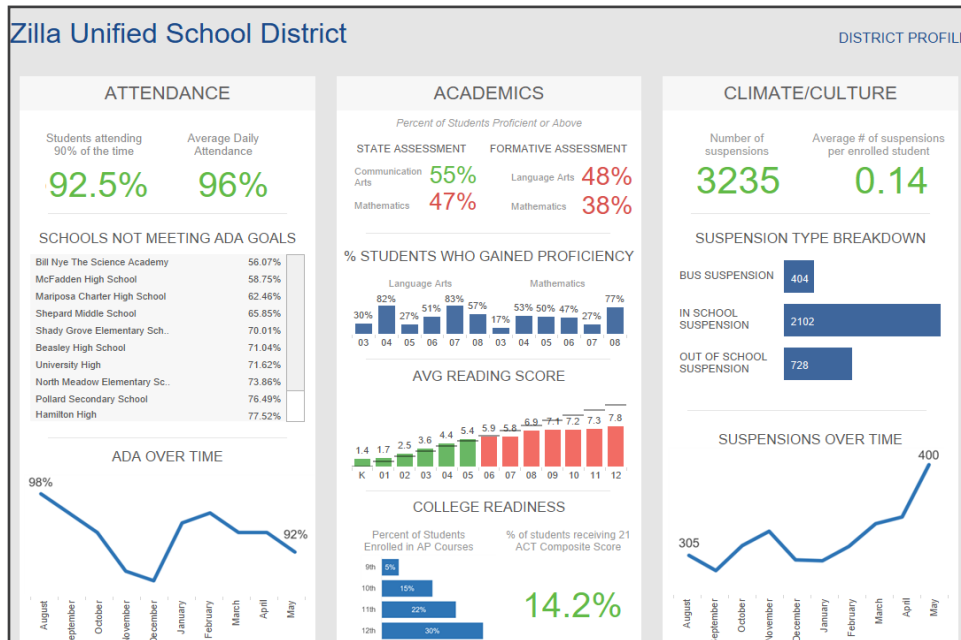 Zilla Unified School District
DISTRICT PROFIL
ATTENDANCE
Students attending
90% of the time
92.5%
Average Daily
Attendance
96%
SCHOOLS NOT MEETING ADA GOALS
Bill Nye The Science Academy 56.07%
McFadden High School 58.75%
Mariposa Charter High School 62.46%
Shepard Middle School 65.85%
Shady Grove Elementary Sch.. 70.01%
Beasley High School 71.04%
University High 71.62%
North Meadow Elementary Sc.. 73.86%
Pollard Secondary School 76.49%
Hamilton High 77.52%
ADA OVER TIME
98%
92%
August
September
October
November
December
January
February
March
April
May
ACADEMICS
Percent of Students Proficient or Above
STATE ASSESSMENT
Communication
Arts
55%
Mathematics 47%
FORMATIVE ASSESSMENT
Language Arts 48%
Mathematics 38%
% STUDENTS WHO GAINED PROFICIENCY
Language Arts
Mathematics
30% 82% 27% 51% 83% 57% 17% 53% 50% 47% 27% 77%
03 04 05 06 07 08 03 04 05 06 07 08
AVG READING SCORE
1.4 1.7 2.5 3.6 4.4 5.4 5.9 5.8 6.9 7.1 7.2 7.3 7.8
K 01 02 03 04 05 06 07 08 09 10 11 12
COLLEGE READINESS
Percent of Students
Enrolled in AP Courses
9th 5%
10th 15%
11th 22%
12th 30%
% of students receiving 21
ACT Composite Score
14.2%
CLIMATE/CULTURE
Number of
suspensions
3235
Average # of suspensions
per enrolled student
0.14
SUSPENSION TYPE BREAKDOWN
BUS SUSPENSION 404
IN SCHOOL
SUSPENSION
2102
OUT OF SCHOOL
SUSPENSION
728
SUSPENSIONS OVER TIME
305
400
August
September
October
November
December
January
February
March
April
May